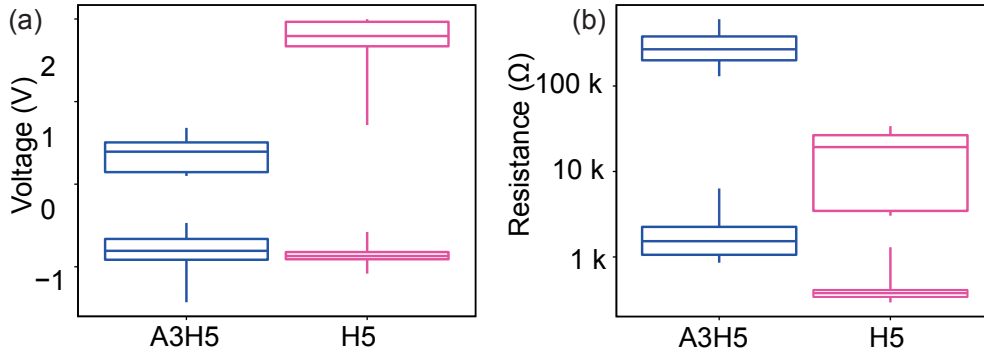 (a)
Voltage (V)
2
1
0
−1
A3H5
H5
(b)
Resistance (Ω)
100 k
10 k
1 k
A3H5
H5